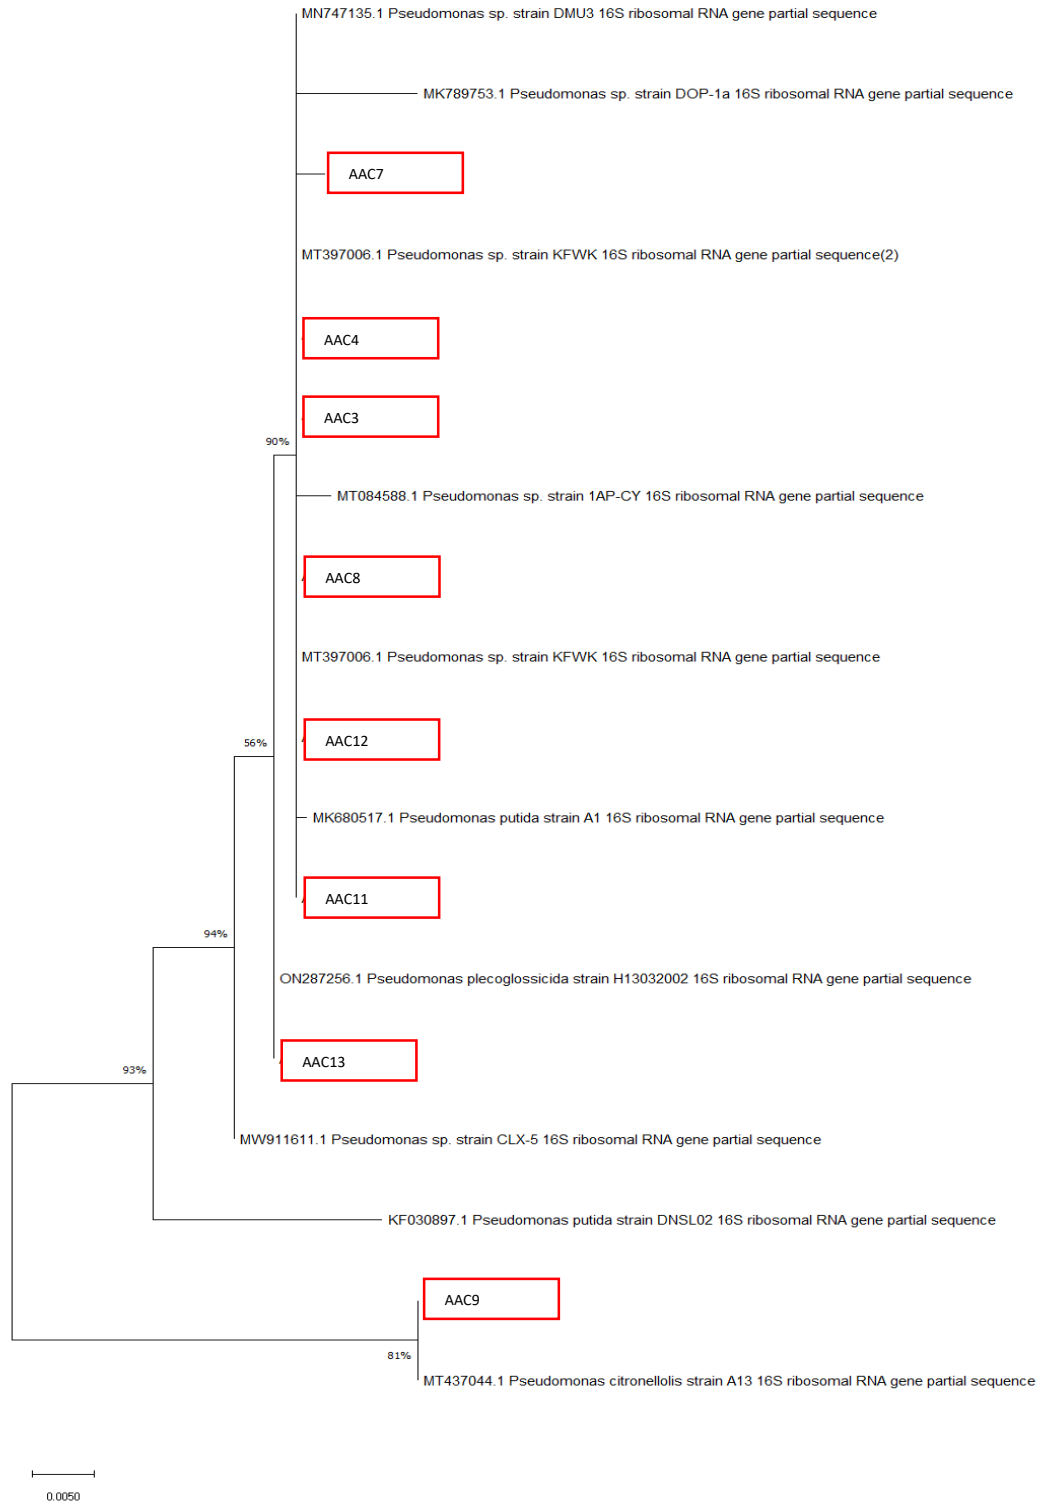 MN747135.1 Pseudomonas sp. strain DMU3 16S ribosomal RNA gene partial sequence
MK789753.1 Pseudomonas sp. strain DOP-1a 16S ribosomal RNA gene partial sequence
AAC7
MT397006.1 Pseudomonas sp. strain KFWK 16S ribosomal RNA gene partial sequence(2)
AAC4
AAC3
90%
MT084588.1 Pseudomonas sp. strain 1AP-CY 16S ribosomal RNA gene partial sequence
AAC8
MT397006.1 Pseudomonas sp. strain KFWK 16S ribosomal RNA gene partial sequence
AAC12
56%
MK680517.1 Pseudomonas putida strain A1 16S ribosomal RNA gene partial sequence
AAC11
94%
ON287256.1 Pseudomonas plecoglossicida strain H13032002 16S ribosomal RNA gene partial sequence
AAC13
93%
MW911611.1 Pseudomonas sp. strain CLX-5 16S ribosomal RNA gene partial sequence
KF030897.1 Pseudomonas putida strain DNSL02 16S ribosomal RNA gene partial sequence
AAC9
81%
MT437044.1 Pseudomonas citronellolis strain A13 16S ribosomal RNA gene partial sequence
0.0050